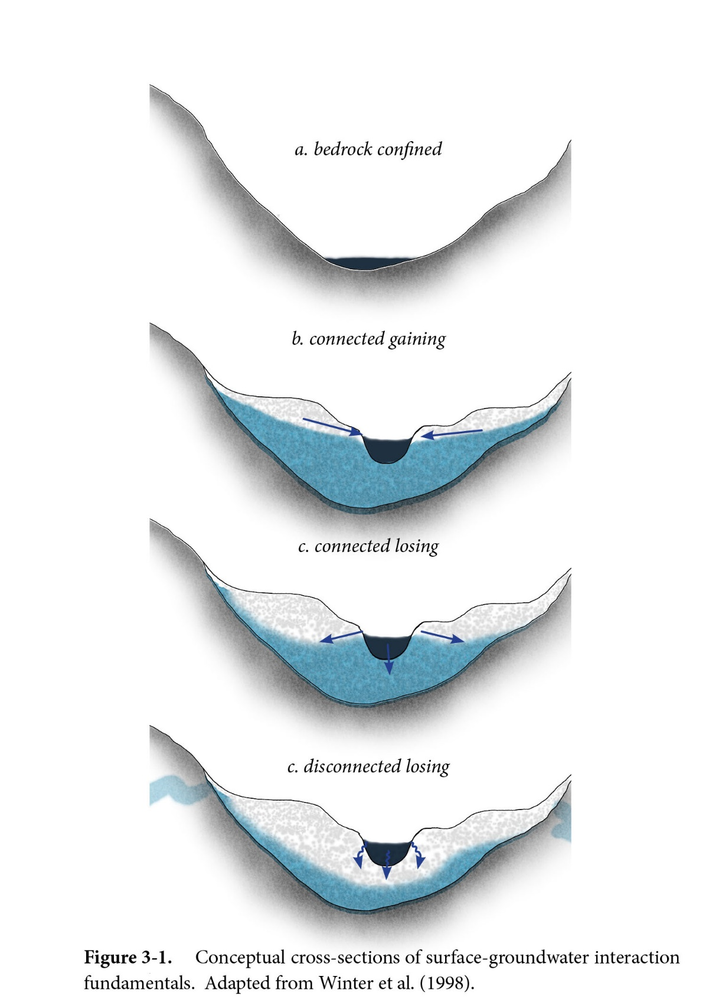 a. bedrock confined
b. connected gaining
c. connected losing
c. disconnected losing
Figure 3-1. Conceptual cross-sections of surface-groundwater interaction
fundamentals. Adapted from Winter et al. (1998).